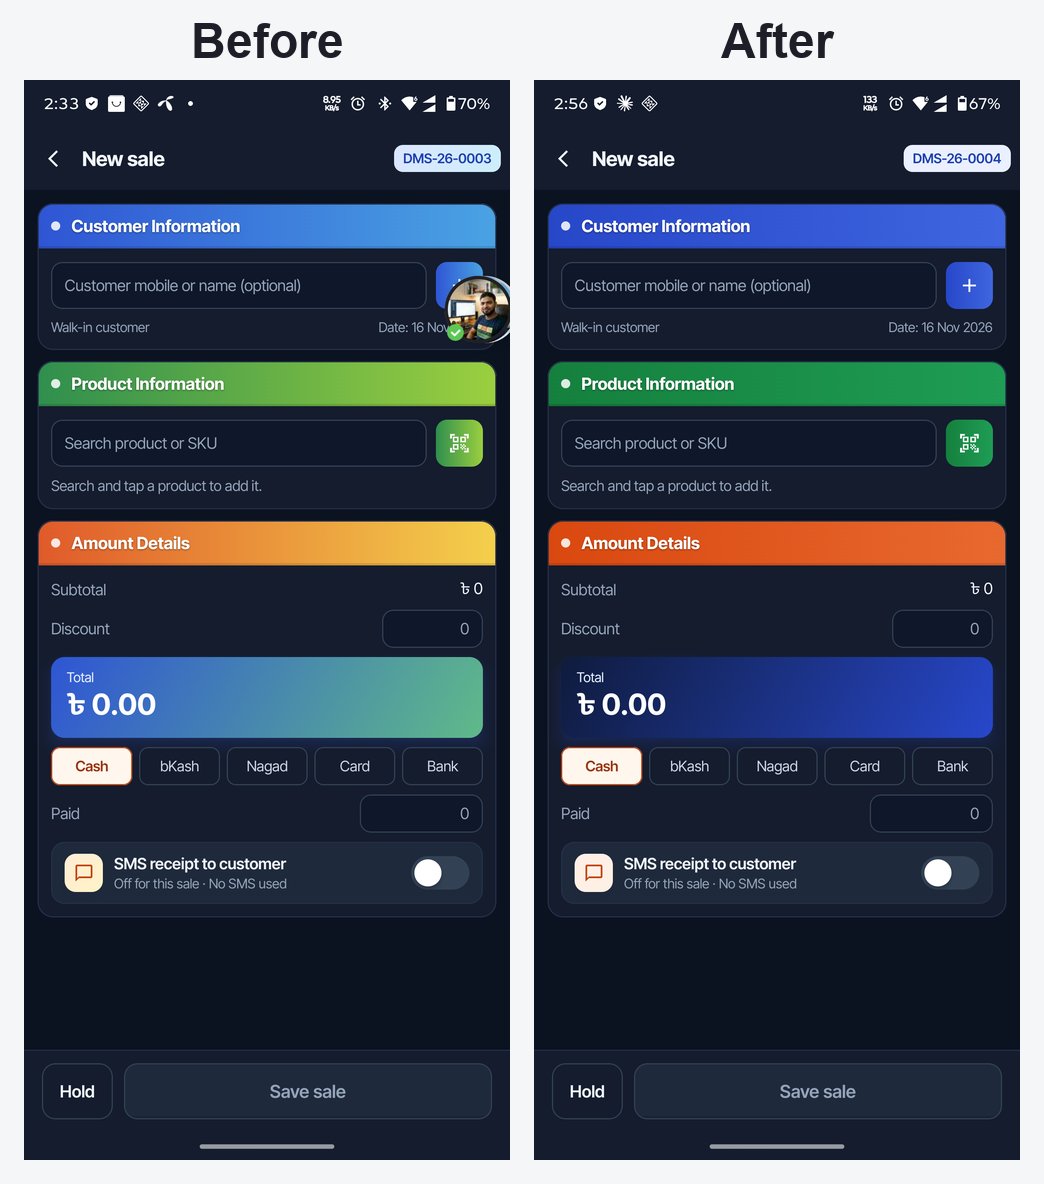 Before
After
2:33
8.95 KB/s
70%
New sale
DMS-26-0003
Customer Information
Customer mobile or name (optional)
Walk-in customer
Date: 16 Nov
Product Information
Search product or SKU
Search and tap a product to add it.
Amount Details
Subtotal
৳ 0
Discount
0
Total
৳ 0.00
Cash
bKash
Nagad
Card
Bank
Paid
0
SMS receipt to customer
Off for this sale · No SMS used
Hold
Save sale
2:56
133 KB/s
67%
New sale
DMS-26-0004
Customer Information
Customer mobile or name (optional)
+
Walk-in customer
Date: 16 Nov 2026
Product Information
Search product or SKU
Search and tap a product to add it.
Amount Details
Subtotal
৳ 0
Discount
0
Total
৳ 0.00
Cash
bKash
Nagad
Card
Bank
Paid
0
SMS receipt to customer
Off for this sale · No SMS used
Hold
Save sale